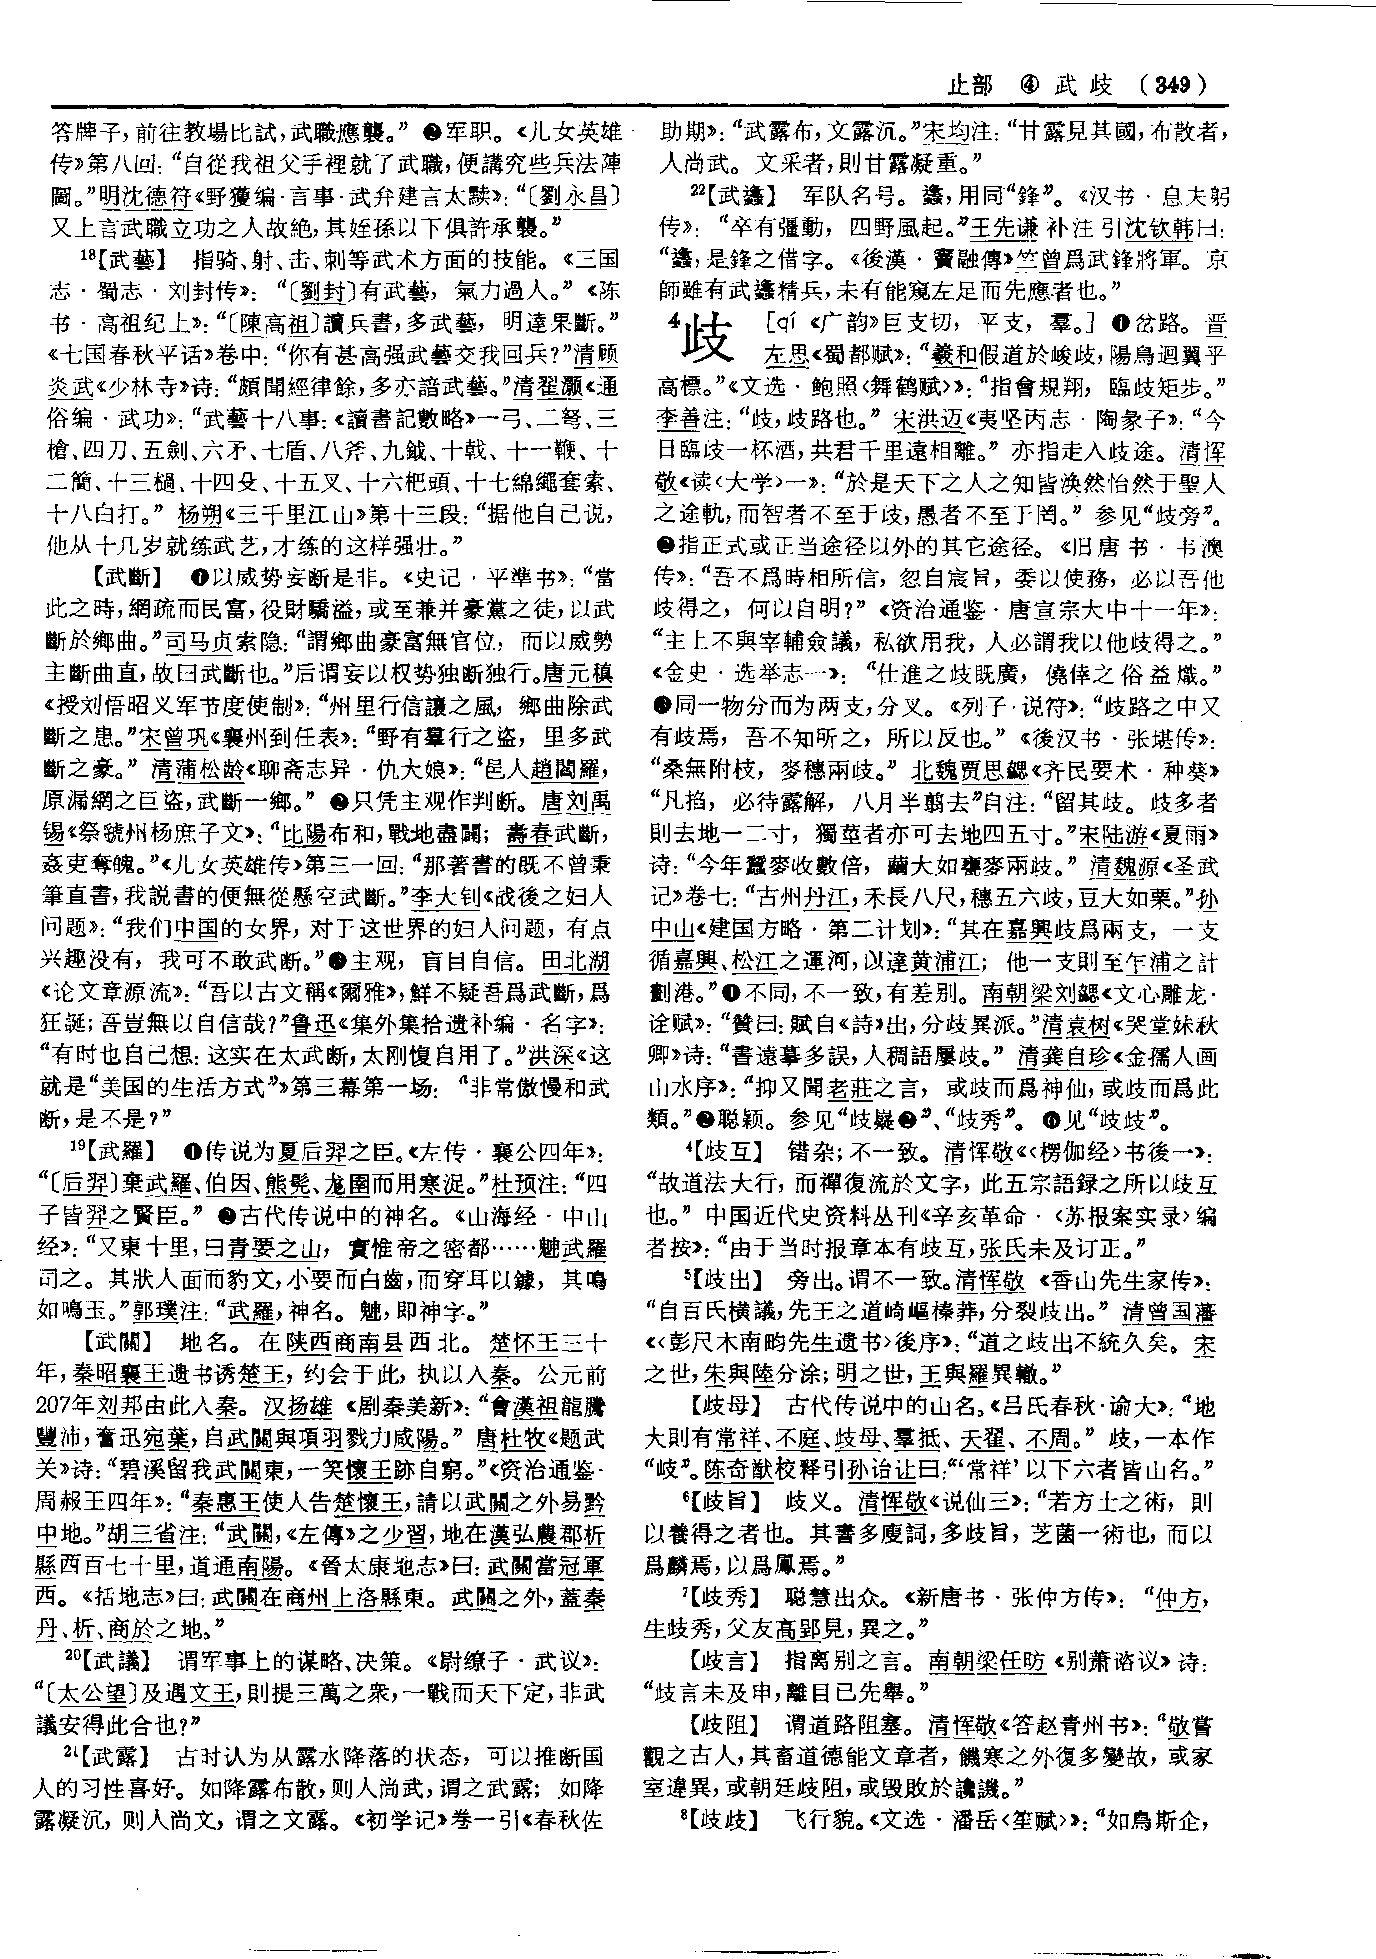 止部 ④ 武 歧 (349)
答牌子,前往教場比試,武職應襲。” ❷军职。《儿女英雄
传》第八回:“自從我祖父手裡就了武職,便講究些兵法陣
圖。”明沈德符《野獲编·言事·武弁建言太黩》:“〔劉永昌〕
又上言武職立功之人故絶,其姪孫以下俱許承襲。”
18【武藝】 指骑、射、击、刺等武术方面的技能。《三国
志·蜀志·刘封传》:“〔劉封〕有武藝,氣力過人。”《陈
书·高祖纪上》:“〔陳高祖〕讀兵書,多武藝,明達果斷。”
《七国春秋平话》卷中:“你有甚高强武藝交我回兵?”清顾
炎武《少林寺》诗:“頗聞經律餘,多亦諳武藝。”清翟灏《通
俗编·武功》:“武藝十八事:《讀書記數略》一弓、二弩、三
槍、四刀、五劍、六矛、七盾、八斧、九鉞、十戟、十一鞭、十
二簡、十三檛、十四殳、十五叉、十六耙頭、十七綿繩套索、
十八白打。” 杨朔《三千里江山》第十三段:“据他自己说,
他从十几岁就练武艺,才练的这样强壮。”
【武斷】 ❶以威势妄断是非。《史记·平準书》:“當
此之時,網疏而民富,役財驕溢,或至兼并豪黨之徒,以武
斷於鄉曲。”司马贞索隐:“謂鄉曲豪富無官位,而以威勢
主斷曲直,故曰武斷也。”后谓妄以权势独断独行。唐元稹
《授刘悟昭义军节度使制》:“州里行信讓之風,鄉曲除武
斷之患。”宋曾巩《襄州到任表》:“野有羣行之盗,里多武
斷之豪。” 清蒲松龄《聊斋志异·仇大娘》:“邑人趙閻羅,
原漏網之巨盗,武斷一鄉。” ❷只凭主观作判断。唐刘禹
锡《祭虢州杨庶子文》:“比陽布和,戰地盡闢;壽春武斷,
姦吏奪魄。”《儿女英雄传》第三一回:“那著書的既不曾秉
筆直書,我説書的便無從懸空武斷。”李大钊《战後之妇人
问题》:“我们中国的女界,对于这世界的妇人问题,有点
兴趣没有,我可不敢武断。”❸主观,盲目自信。田北湖
《论文章源流》:“吾以古文稱《爾雅》,鮮不疑吾爲武斷,爲
狂誕;吾豈無以自信哉?”鲁迅《集外集拾遗补编·名字》:
“有时也自己想:这实在太武断,太刚愎自用了。”洪深《这
就是“美国的生活方式”》第三幕第一场:“非常傲慢和武
断,是不是?”
19【武羅】 ❶传说为夏后羿之臣。《左传·襄公四年》:
“〔后羿〕棄武羅、伯因、熊髡、尨圉而用寒浞。”杜预注:“四
子皆羿之賢臣。” ❷古代传说中的神名。《山海经·中山
经》:“又東十里,曰青要之山,實惟帝之密都……魋武羅
司之。其狀人面而豹文,小要而白齒,而穿耳以鐻,其鳴
如鳴玉。”郭璞注:“武羅,神名。魋,即神字。”
【武關】 地名。在陕西商南县西北。楚怀王三十
年,秦昭襄王遗书诱楚王,约会于此,执以入秦。公元前
207年刘邦由此入秦。汉扬雄《剧秦美新》:“會漢祖龍騰
豐沛,奮迅宛葉,自武關與項羽戮力咸陽。” 唐杜牧《题武
关》诗:“碧溪留我武關東,一笑懷王跡自窮。”《资治通鉴·
周赧王四年》:“秦惠王使人告楚懷王,請以武關之外易黔
中地。”胡三省注:“武關,《左傳》之少習,地在漢弘農郡析
縣西百七十里,道通南陽。《晉太康地志》曰:武關當冠軍
西。《括地志》曰:武關在商州上洛縣東。武關之外,蓋秦
丹、析、商於之地。”
20【武議】 谓军事上的谋略、决策。《尉缭子·武议》:
“〔太公望〕及遇文王,則提三萬之衆,一戰而天下定,非武
議安得此合也?”
21【武露】 古时认为从露水降落的状态,可以推断国
人的习性喜好。如降露布散,则人尚武,谓之武露;如降
露凝沉,则人尚文,谓之文露。《初学记》卷一引《春秋佐
助期》:“武露布,文露沉。”宋均注:“甘露見其國,布散者,
人尚武。文采者,則甘露凝重。”
22【武蠭】 军队名号。蠭,用同“鋒”。《汉书·息夫躬
传》:“卒有彊動,四野風起。”王先谦补注引沈钦韩曰:
“蠭,是鋒之借字。《後漢·竇融傳》竺曾爲武鋒將軍。京
師雖有武蠭精兵,未有能窺左足而先應者也。”
4歧 [qí 《广韵》巨支切,平支,羣。] ❶岔路。晋
左思《蜀都赋》:“羲和假道於峻歧,陽鳥迴翼乎
高標。”《文选·鲍照〈舞鹤赋〉》:“指會規翔,臨歧矩步。”
李善注:“歧,歧路也。” 宋洪迈《夷坚丙志·陶彖子》:“今
日臨歧一杯酒,共君千里遠相離。” 亦指走入歧途。清恽
敬《读〈大学〉一》:“於是天下之人之知皆涣然怡然于聖人
之途軌,而智者不至于歧,愚者不至于罔。” 参见“歧旁”。
❷指正式或正当途径以外的其它途径。《旧唐书·韦澳
传》:“吾不爲時相所信,忽自宸旨,委以使務,必以吾他
歧得之,何以自明?”《资治通鉴·唐宣宗大中十一年》:
“主上不與宰輔僉議,私欲用我,人必謂我以他歧得之。”
《金史·选举志一》:“仕進之歧既廣,僥倖之俗益熾。”
❸同一物分而为两支,分叉。《列子·说符》:“歧路之中又
有歧焉,吾不知所之,所以反也。”《後汉书·张堪传》:
“桑無附枝,麥穗兩歧。” 北魏贾思勰《齐民要术·种葵》
“凡掐,必待露解,八月半翦去”自注:“留其歧。歧多者
則去地一二寸,獨莖者亦可去地四五寸。”宋陆游《夏雨》
诗:“今年蠶麥收數倍,繭大如甕麥兩歧。” 清魏源《圣武
记》卷七:“古州丹江,禾長八尺,穗五六歧,豆大如栗。”孙
中山《建国方略·第二计划》:“其在嘉興歧爲兩支,一支
循嘉興、松江之運河,以達黄浦江;他一支則至乍浦之計
劃港。”❹不同,不一致,有差别。南朝梁刘勰《文心雕龙·
诠赋》:“贊曰:賦自《詩》出,分歧異派。”清袁树《哭堂妹秋
卿》诗:“書遠摹多誤,人稠語屢歧。” 清龚自珍《金孺人画
山水序》:“抑又聞老莊之言,或歧而爲神仙,或歧而爲此
類。”❺聪颖。参见“歧嶷❷”、“歧秀”。 ❻见“歧歧”。
4【歧互】 错杂;不一致。清恽敬《〈楞伽经〉书後一》:
“故道法大行,而禪復流於文字,此五宗語録之所以歧互
也。” 中国近代史资料丛刊《辛亥革命·〈苏报案实录〉编
者按》:“由于当时报章本有歧互,张氏未及订正。”
5【歧出】 旁出。谓不一致。清恽敬《香山先生家传》:
“自百氏横議,先王之道崎嶇榛莽,分裂歧出。” 清曾国藩
《〈彭尺木南畇先生遗书〉後序》:“道之歧出不統久矣。宋
之世,朱與陸分涂;明之世,王與羅異轍。”
【歧母】 古代传说中的山名。《吕氏春秋·谕大》:“地
大則有常祥、不庭、歧母、羣抵、天翟、不周。” 歧,一本作
“岐”。陈奇猷校释引孙诒让曰:“‘常祥’以下六者皆山名。”
6【歧旨】 歧义。清恽敬《说仙三》:“若方士之術,則
以養得之者也。其書多廋詞,多歧旨,芝菌一術也,而以
爲麟焉,以爲鳳焉。”
7【歧秀】 聪慧出众。《新唐书·张仲方传》:“仲方,
生歧秀,父友高郢見,異之。”
【歧言】 指离别之言。南朝梁任昉《别萧谘议》诗:
“歧言未及申,離目已先舉。”
【歧阻】 谓道路阻塞。清恽敬《答赵青州书》:“敬嘗
觀之古人,其畜道德能文章者,饑寒之外復多變故,或家
室違異,或朝廷歧阻,或毁敗於讒譏。”
8【歧歧】 飞行貌。《文选·潘岳〈笙赋〉》:“如鳥斯企,